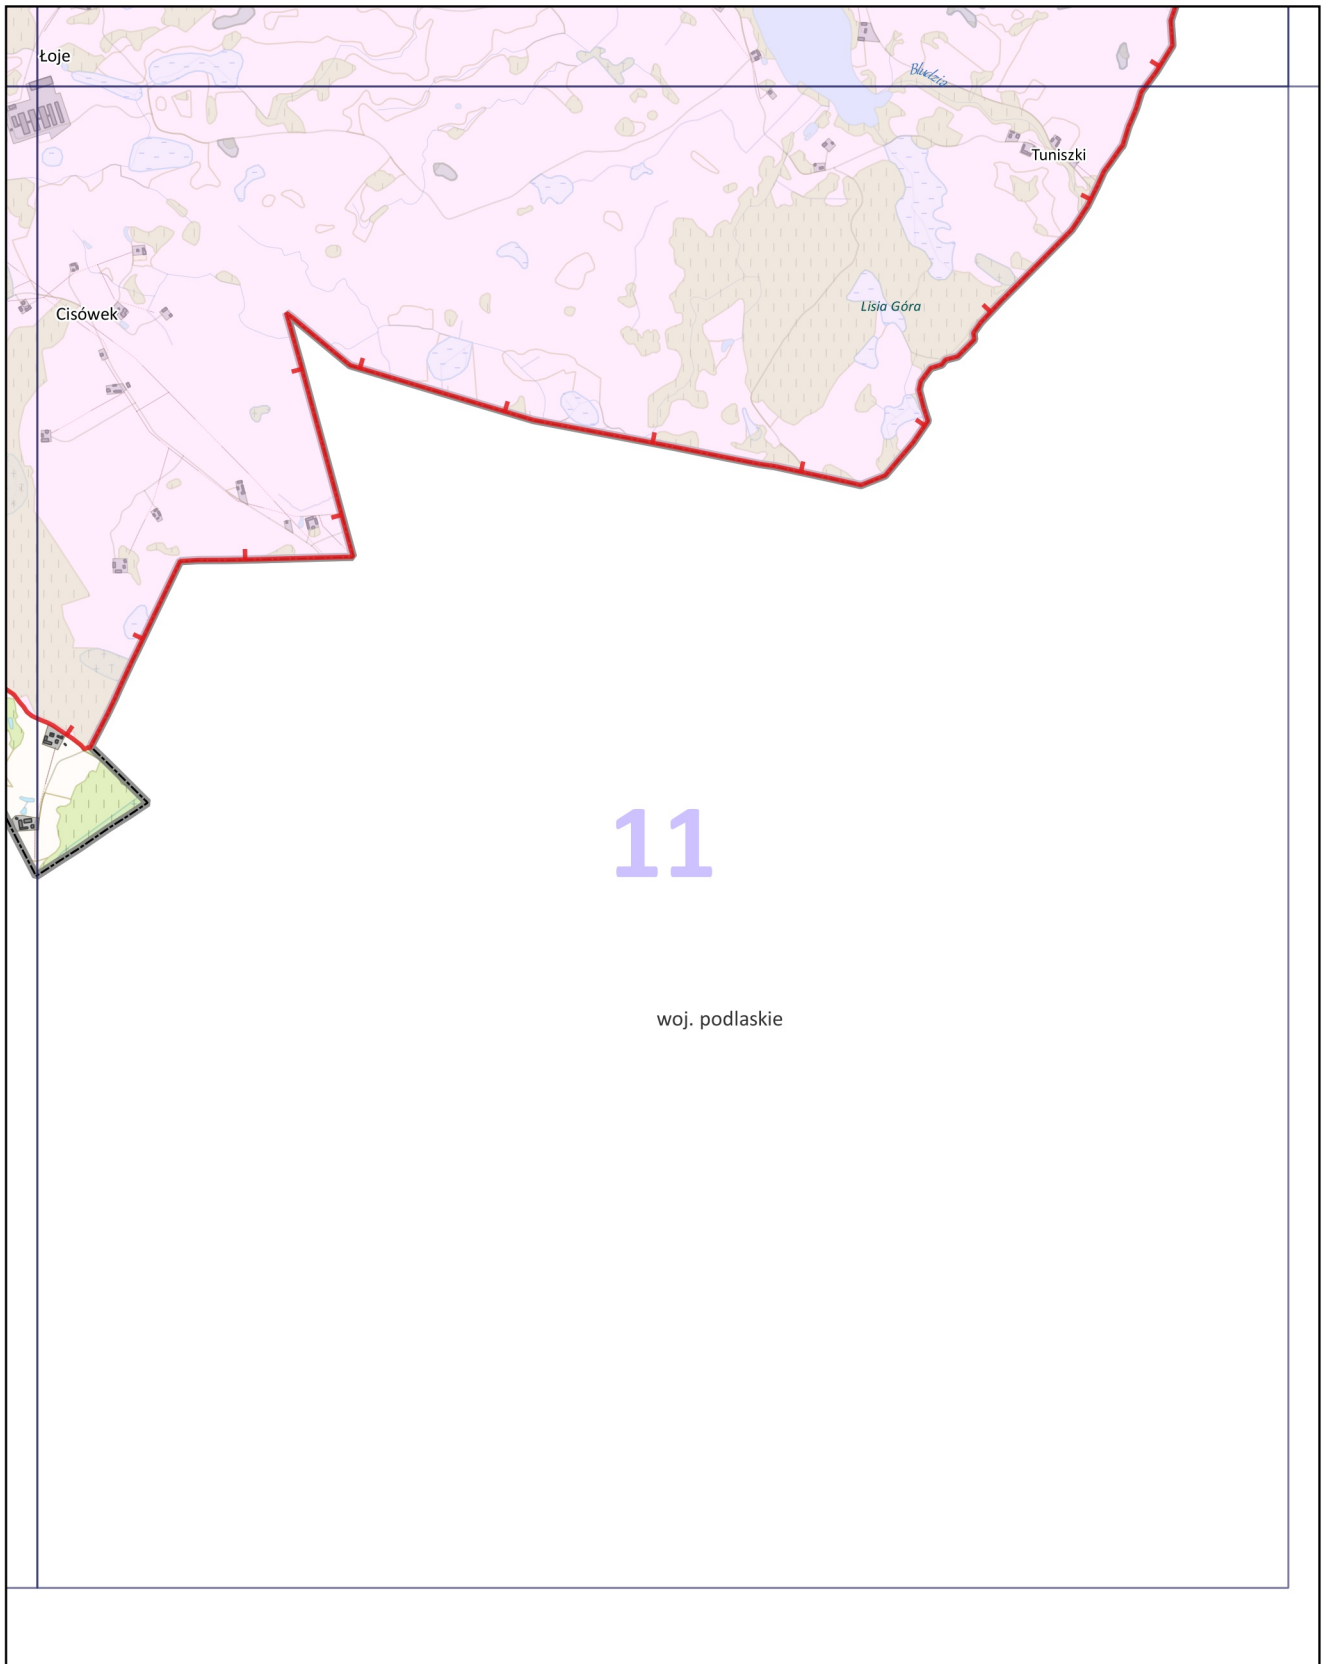 Łoje
Bludzia
Tuniszki
Lisia Góra
Cisówek
11
woj. podlaskie